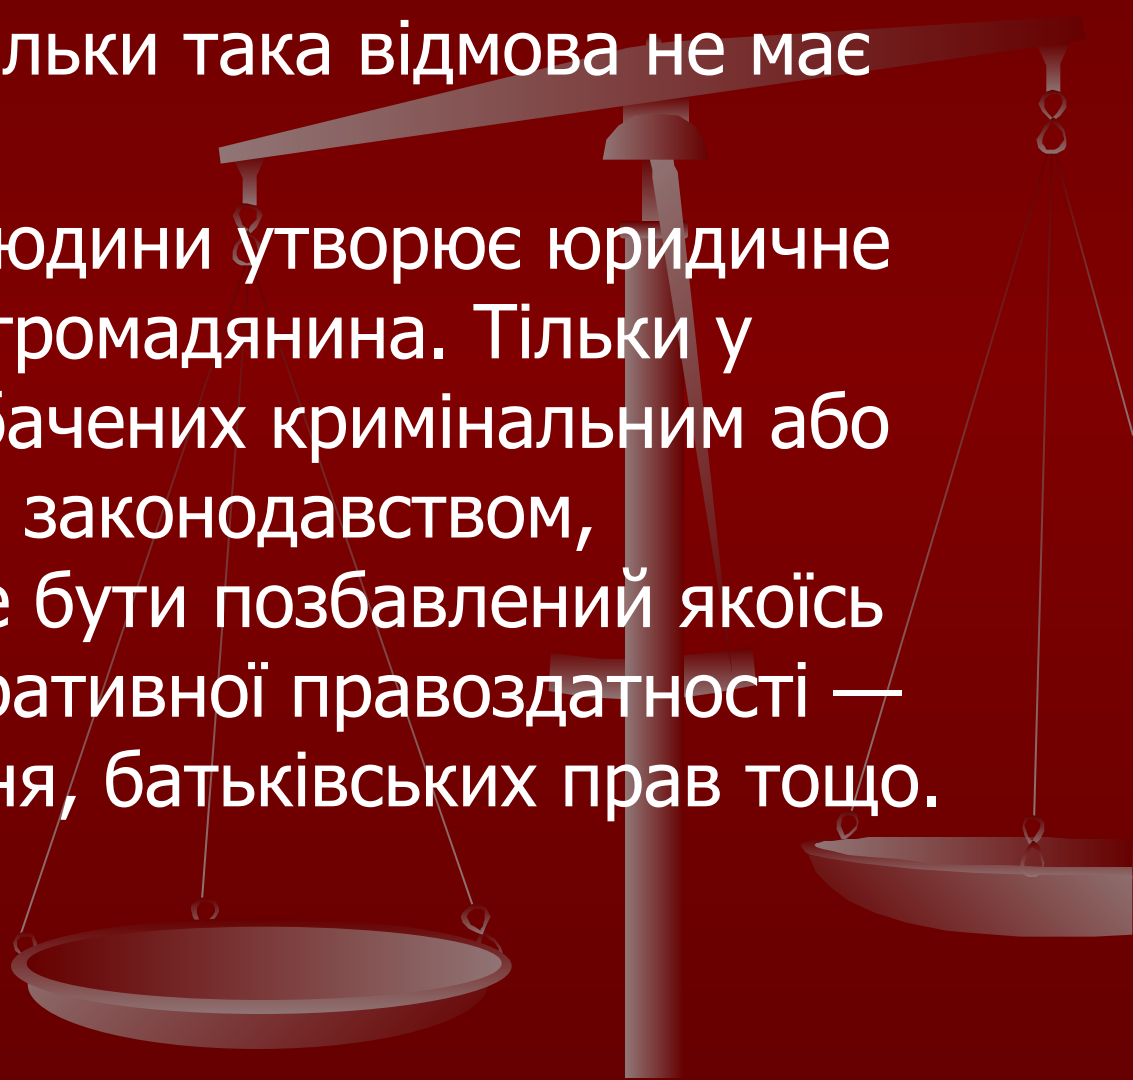 льки така відмова не має
юдини утворює юридичне
громадянина. Тільки у
бачених кримінальним або
законодавством,
е бути позбавлений якоїсь
ративної правоздатності —
ня, батьківських прав тощо.